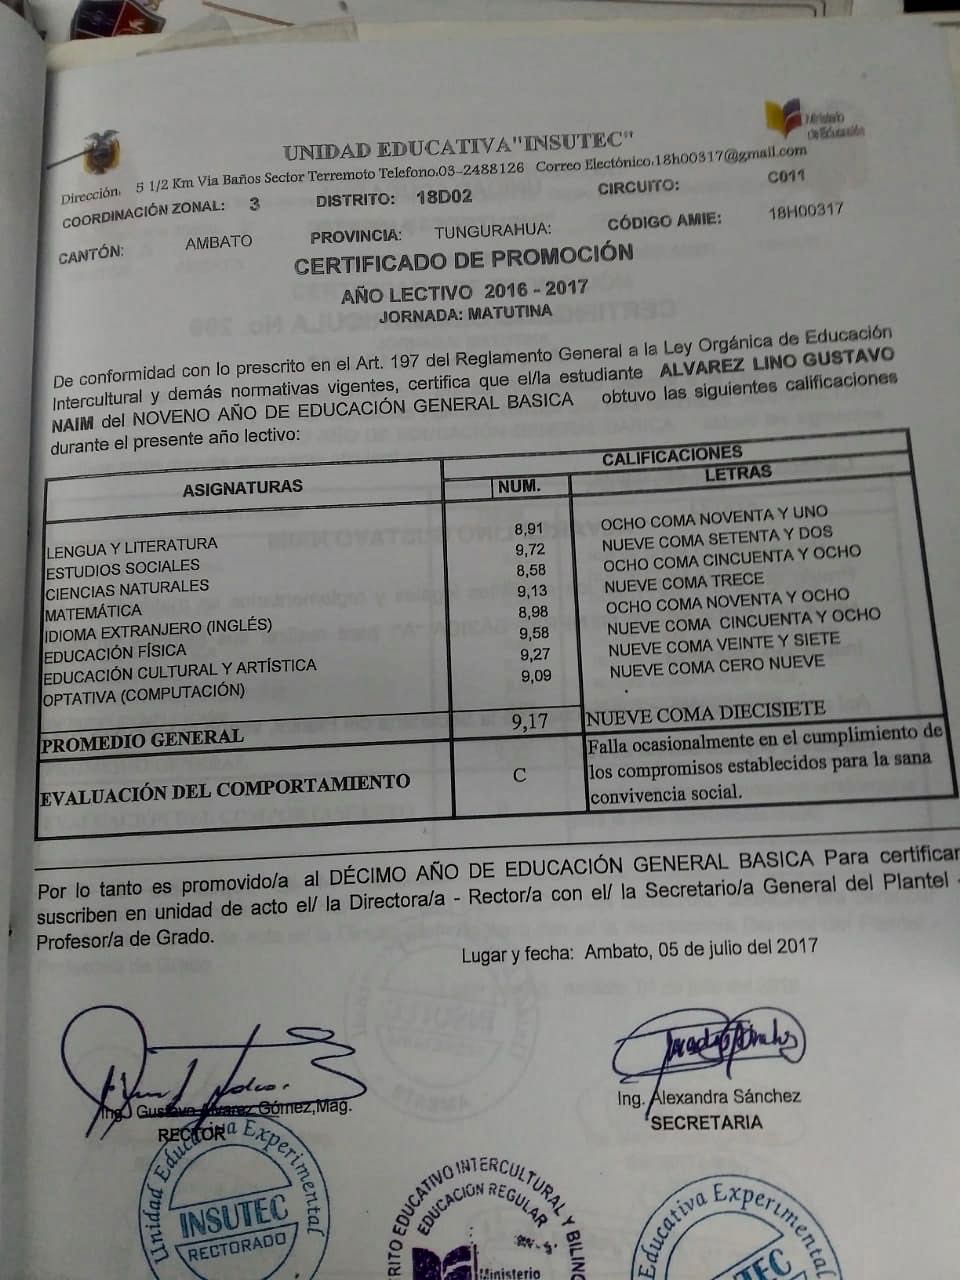 Ministerio
de Educación
UNIDAD EDUCATIVA"INSUTEC"
Dirección. 5 1/2 Km Via Baños Sector Terremoto Telefono.03-2488126 Correo Electónico.18h00317@gmail.com
COORDINACIÓN ZONAL: 3 DISTRITO: 18D02 CIRCUITO: C011
CANTÓN: AMBATO PROVINCIA: TUNGURAHUA: CÓDIGO AMIE: 18H00317
CERTIFICADO DE PROMOCIÓN
AÑO LECTIVO 2016 - 2017
JORNADA: MATUTINA
De conformidad con lo prescrito en el Art. 197 del Reglamento General a la Ley Orgánica de Educación
Intercultural y demás normativas vigentes, certifica que el/la estudiante ALVAREZ LINO GUSTAVO
NAIM del NOVENO AÑO DE EDUCACIÓN GENERAL BASICA obtuvo las siguientes calificaciones
durante el presente año lectivo:
ASIGNATURAS CALIFICACIONES
NUM. LETRAS
LENGUA Y LITERATURA 8,91 OCHO COMA NOVENTA Y UNO
ESTUDIOS SOCIALES 9,72 NUEVE COMA SETENTA Y DOS
CIENCIAS NATURALES 8,58 OCHO COMA CINCUENTA Y OCHO
MATEMÁTICA 9,13 NUEVE COMA TRECE
IDIOMA EXTRANJERO (INGLÉS) 8,98 OCHO COMA NOVENTA Y OCHO
EDUCACIÓN FÍSICA 9,58 NUEVE COMA CINCUENTA Y OCHO
EDUCACIÓN CULTURAL Y ARTÍSTICA 9,27 NUEVE COMA VEINTE Y SIETE
OPTATIVA (COMPUTACIÓN) 9,09 NUEVE COMA CERO NUEVE
PROMEDIO GENERAL 9,17 NUEVE COMA DIECISIETE
EVALUACIÓN DEL COMPORTAMIENTO C Falla ocasionalmente en el cumplimiento de
los compromisos establecidos para la sana
convivencia social.
Por lo tanto es promovido/a al DÉCIMO AÑO DE EDUCACIÓN GENERAL BASICA Para certificar
suscriben en unidad de acto el/ la Directora/a - Rector/a con el/ la Secretario/a General del Plantel -
Profesor/a de Grado.
Lugar y fecha: Ambato, 05 de julio del 2017
Ing. Gustavo Alvarez Gómez,Mag.
RECTOR
Ing. Alexandra Sánchez
SECRETARIA
Unidad Educativa Experimental
INSUTEC
RECTORADO
EDUCATIVO INTERCULTURAL Y
EDUCACIÓN REGULAR
Ministerio
Educativa Experimental